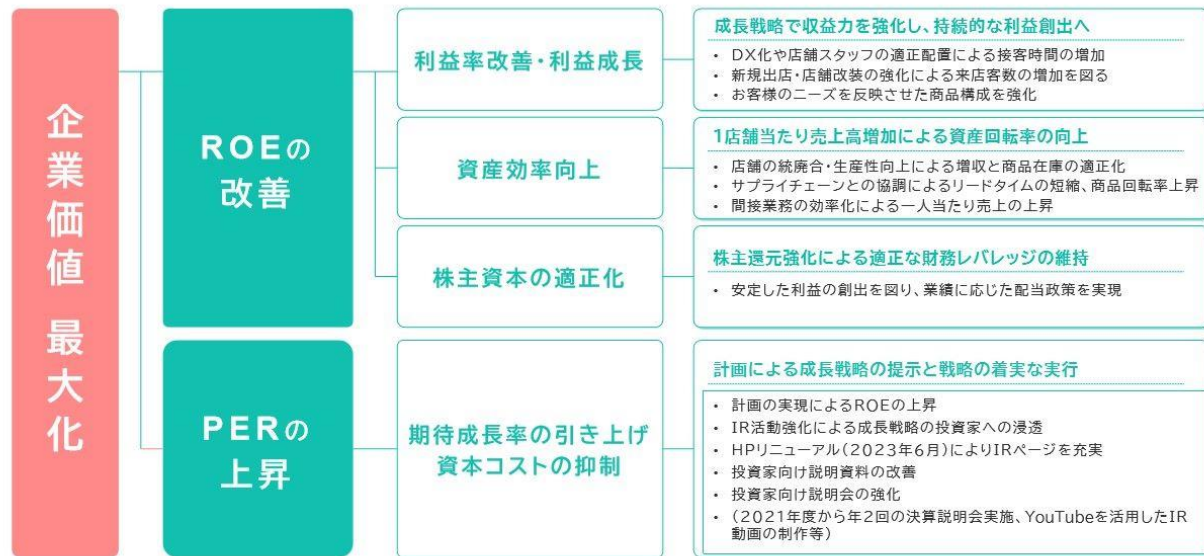 企業価値 最大化
ROEの
改善
利益率改善・利益成長
成長戦略で収益力を強化し、持続的な利益創出へ
• DX化や店舗スタッフの適正配置による接客時間の増加
• 新規出店・店舗改装の強化による来店客数の増加を図る
• お客様のニーズを反映させた商品構成を強化
資産効率向上
1店舗当たり売上高増加による資産回転率の向上
• 店舗の統廃合・生産性向上による増収と商品在庫の適正化
• サプライチェーンとの協調によるリードタイムの短縮、商品回転率上昇
• 間接業務の効率化による一人当たり売上の上昇
株主資本の適正化
株主還元強化による適正な財務レバレッジの維持
• 安定した利益の創出を図り、業績に応じた配当政策を実現
PERの
上昇
期待成長率の引き上げ
資本コストの抑制
計画による成長戦略の提示と戦略の着実な実行
• 計画の実現によるROEの上昇
• IR活動強化による成長戦略の投資家への浸透
• HPリニューアル(2023年6月)によりIRページを充実
• 投資家向け説明資料の改善
• 投資家向け説明会の強化
• (2021年度から年2回の決算説明会実施、YouTubeを活用したIR
動画の制作等)